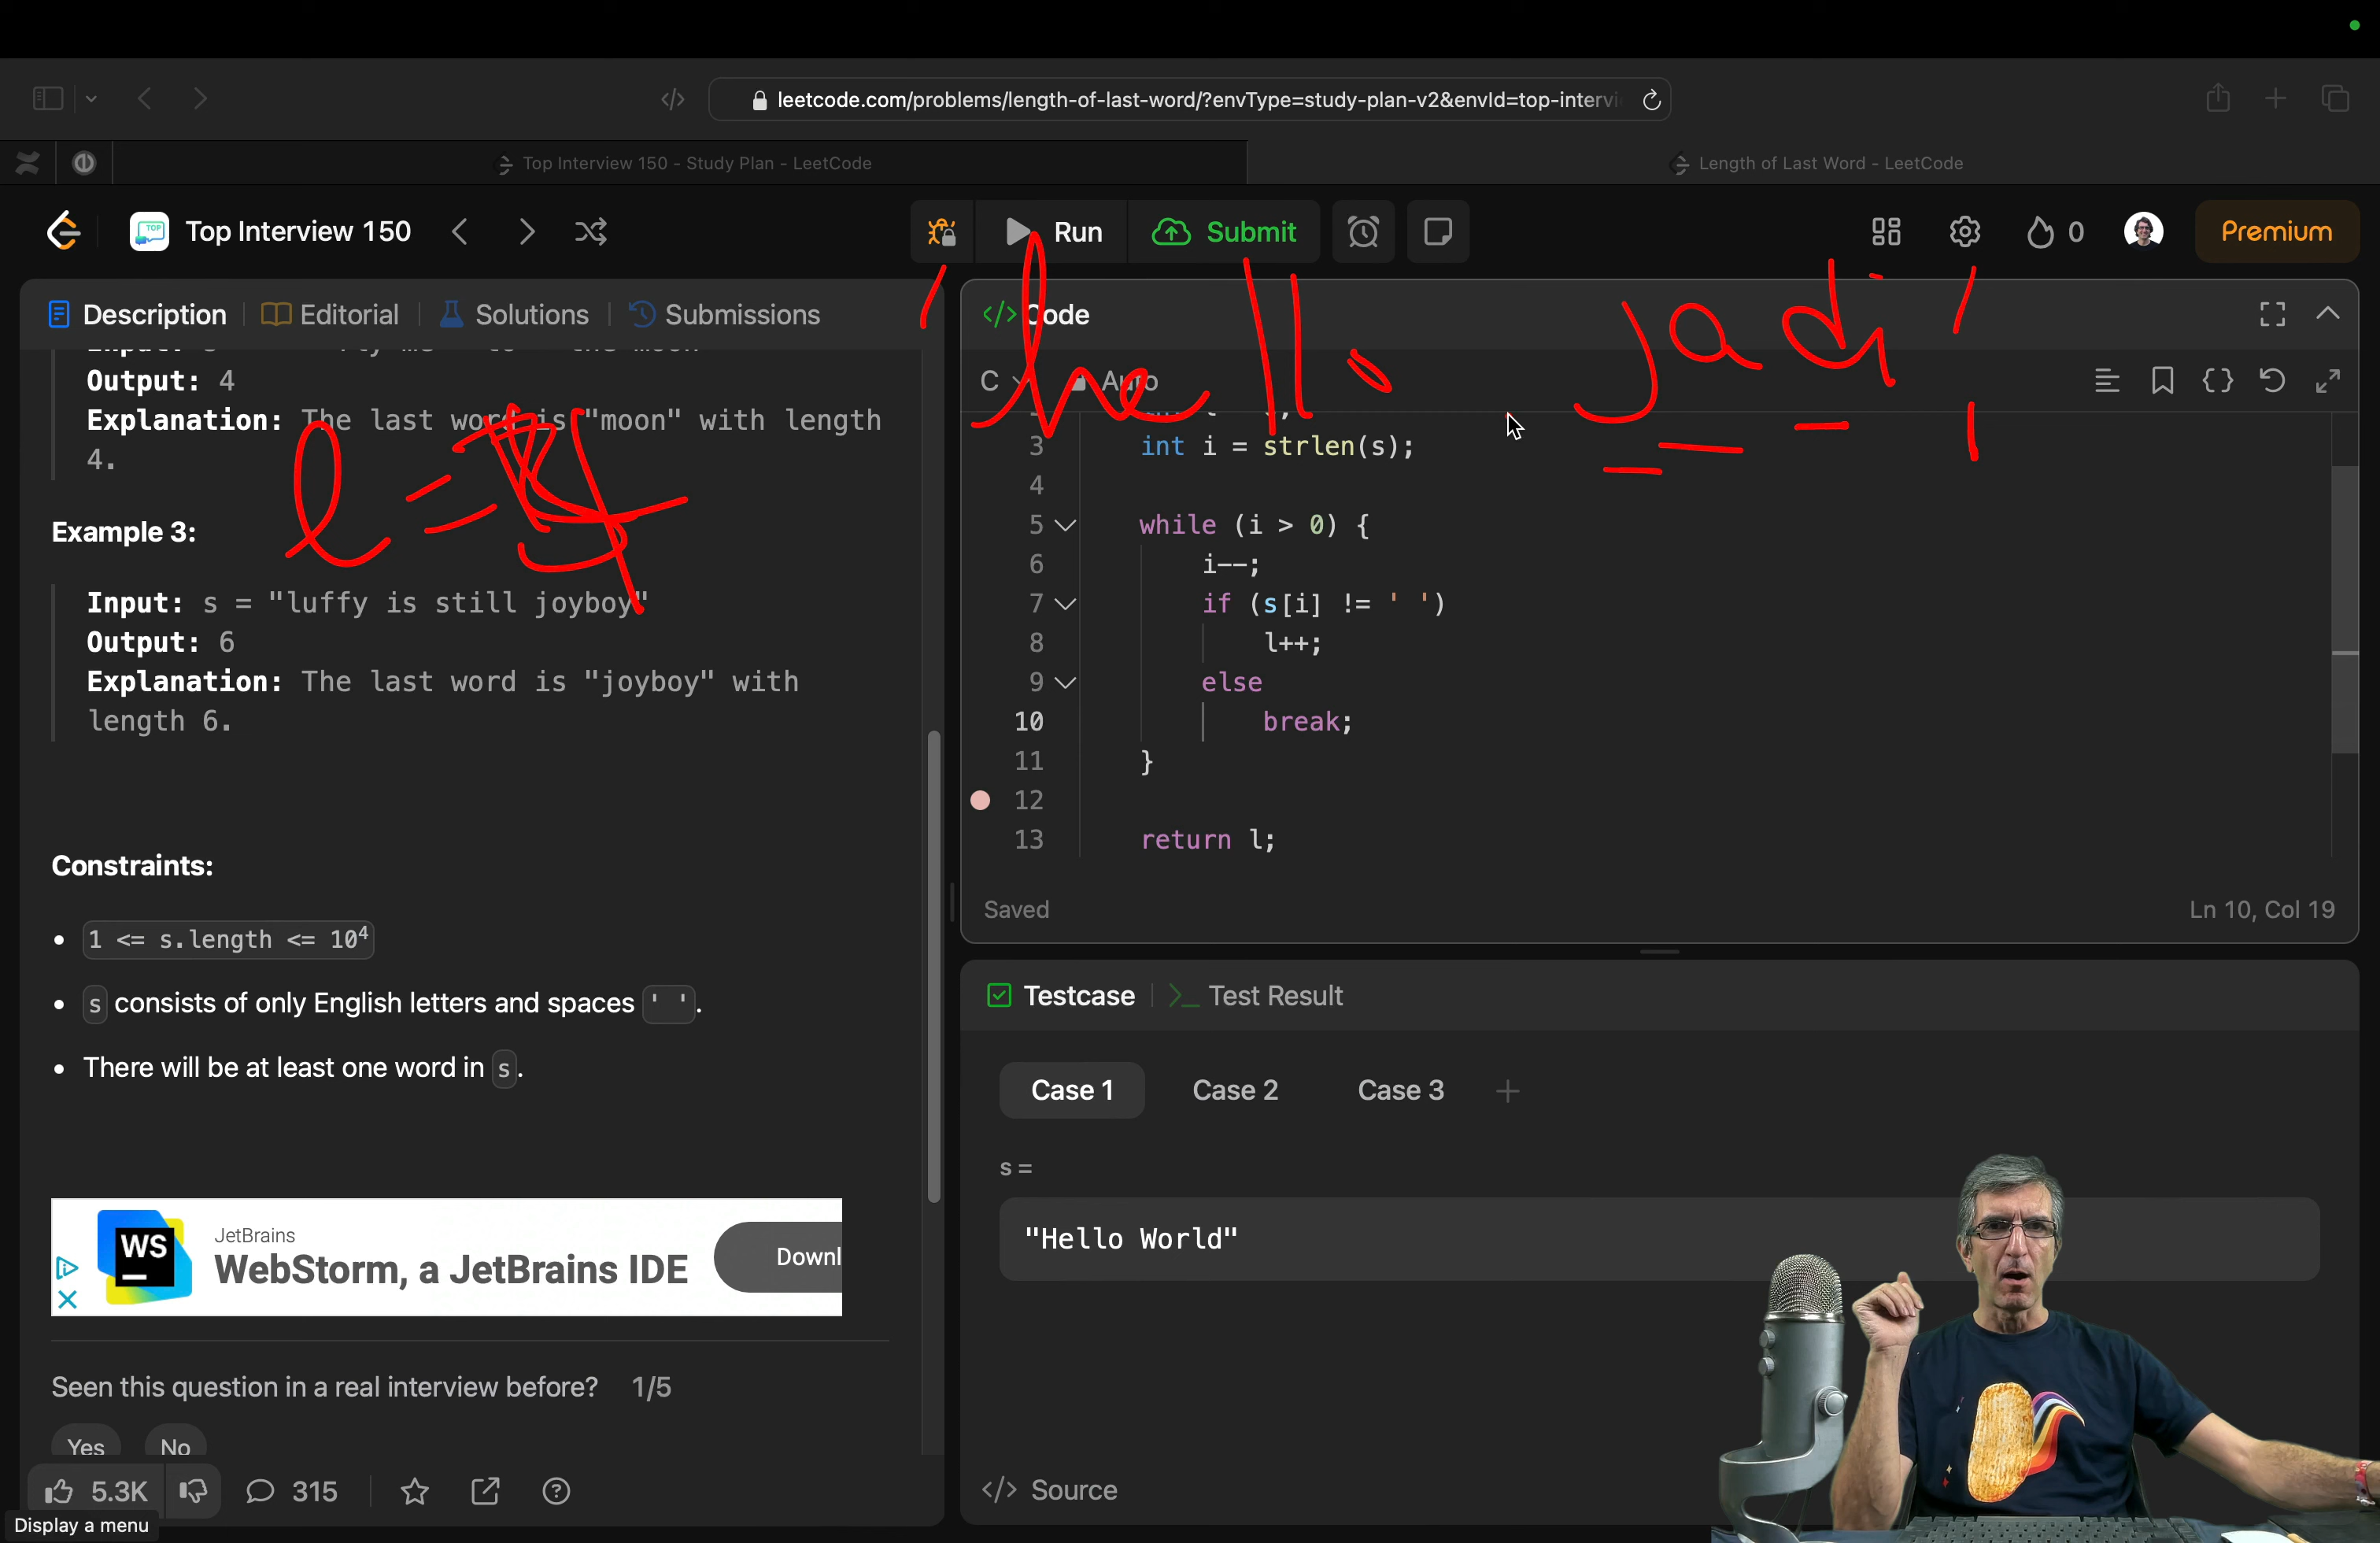 leetcode.com/problems/length-of-last-word/?envType=study-plan-v2&envId=top-intervi
Top Interview 150 - Study Plan - LeetCode
Length of Last Word - LeetCode
Top Interview 150
Run
Submit
0
Premium
Description
Editorial
Solutions
Submissions
Output: 4
Explanation: The last word is "moon" with length
4.
Example 3:
Input: s = "luffy is still joyboy"
Output: 6
Explanation: The last word is "joyboy" with
length 6.
Constraints:
1 <= s.length <= 10⁴
s consists of only English letters and spaces ' '.
There will be at least one word in s.
JetBrains
WS
WebStorm, a JetBrains IDE
Downl
Seen this question in a real interview before? 1/5
Yes No
5.3K 315
Display a menu
' hello jadi '
l =
</> Code
C Auto
3 int i = strlen(s);
4
5 while (i > 0) {
6 i--;
7 if (s[i] != ' ')
8 l++;
9 else
10 break;
11 }
12
13 return l;
Saved
Ln 10, Col 19
Testcase
Test Result
Case 1 Case 2 Case 3 +
s =
"Hello World"
</> Source